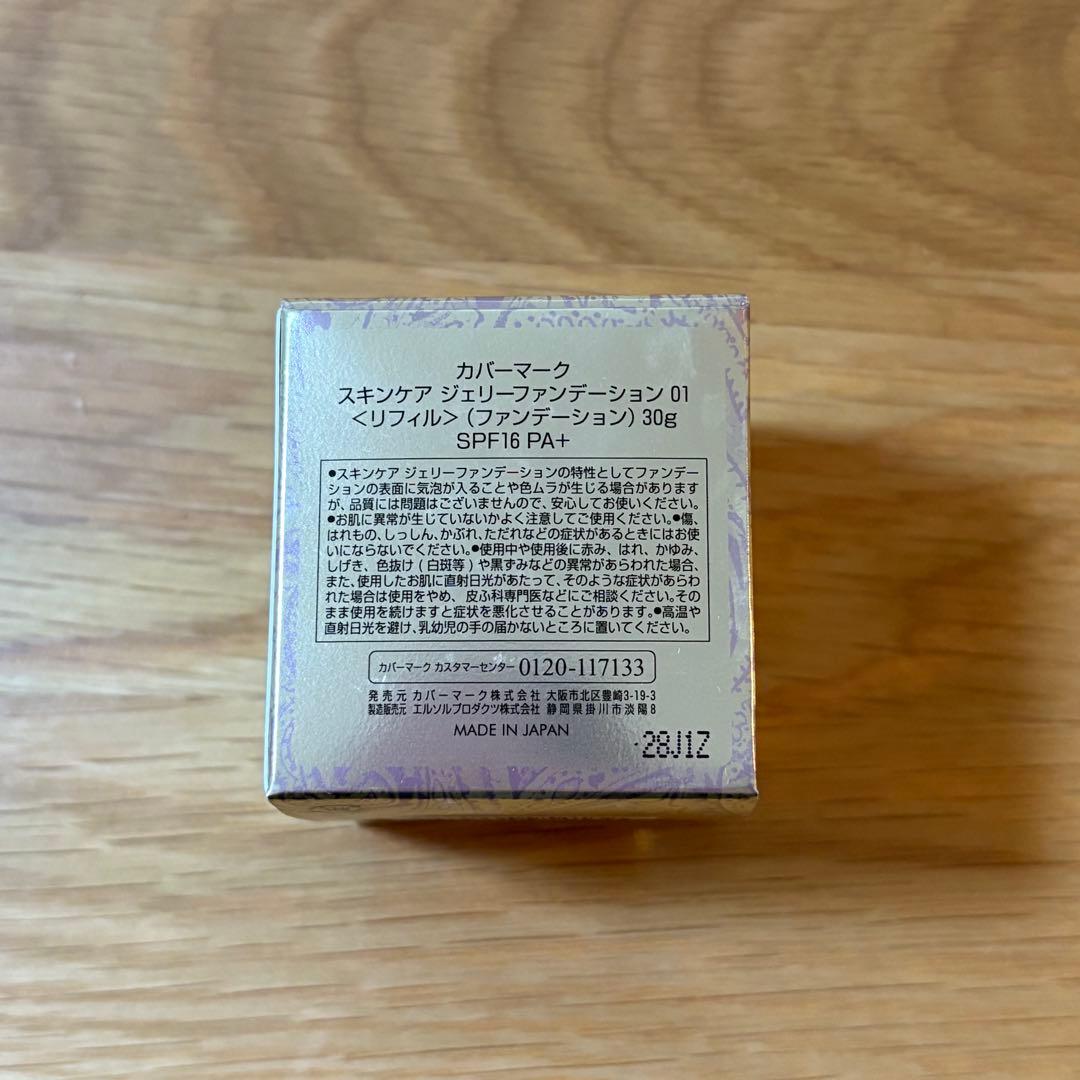 カバーマーク
スキンケア ジェリーファンデーション 01
<リフィル>(ファンデーション) 30g
SPF16 PA+
●スキンケア ジェリーファンデーションの特性としてファンデー
ションの表面に気泡が入ることや色ムラが生じる場合があります
が、品質には問題はございませんので、安心してお使いください。
●お肌に異常が生じていないかよく注意してご使用ください。●傷、
はれもの、しっしん、かぶれ、ただれなどの症状があるときにはお使
いにならないでください。●使用中や使用後に赤み、はれ、かゆみ、
しげき、色抜け(白斑等)や黒ずみなどの異常があらわれた場合、
また、使用したお肌に直射日光があたって、そのような症状があらわ
れた場合は使用をやめ、皮ふ科専門医などにご相談ください。その
まま使用を続けますと症状を悪化させることがあります。●高温や
直射日光を避け、乳幼児の手の届かないところに置いてください。
カバーマーク カスタマーセンター 0120-117133
発売元 カバーマーク株式会社 大阪市北区豊崎3-19-3
製造販売元 エルソルプロダクツ株式会社 静岡県掛川市淡陽8
MADE IN JAPAN
28J1Z